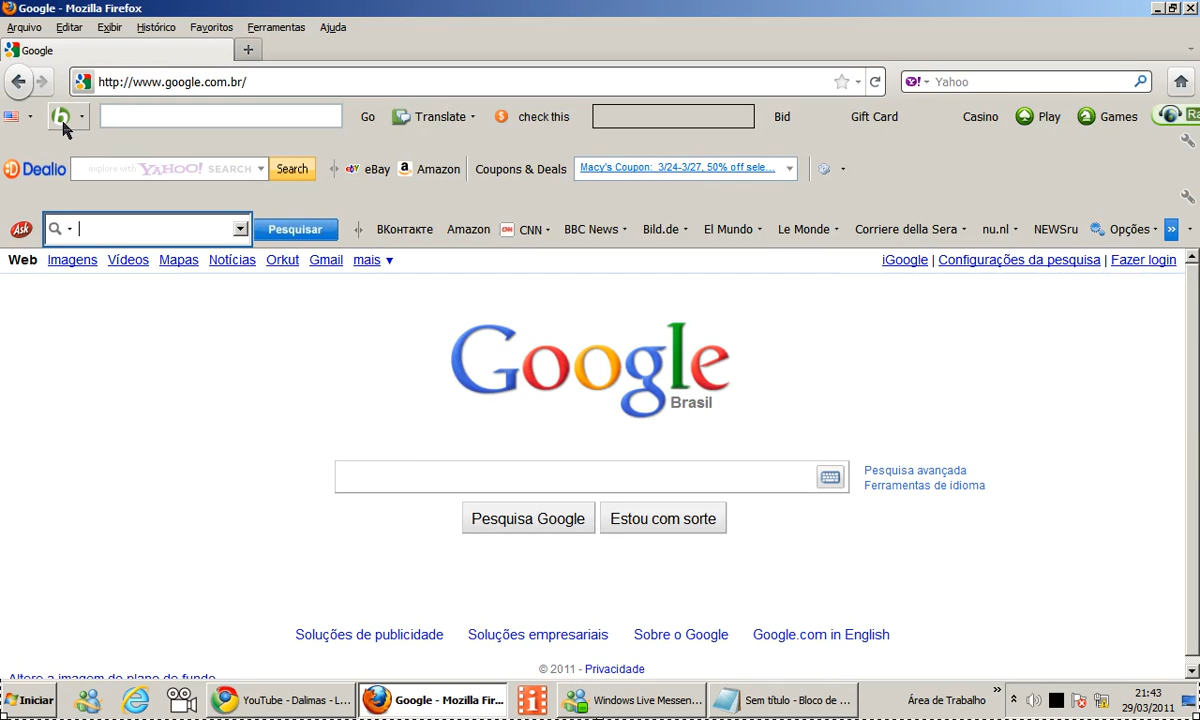 Google - Mozilla Firefox
Arquivo Editar Exibir Histórico Favoritos Ferramentas Ajuda
Google
http://www.google.com.br/ Yahoo
Go Translate check this Bid Gift Card Casino Play Games
Dealio explore with YAHOO! SEARCH Search eBay Amazon Coupons & Deals Macy's Coupon: 3/24-3/27, 50% off sele...
Ask Pesquisar ВКонтакте Amazon CNN BBC News Bild.de El Mundo Le Monde Corriere della Sera nu.nl NEWSru Opções »
Web Imagens Vídeos Mapas Notícias Orkut Gmail mais ▼ iGoogle | Configurações da pesquisa | Fazer login
Google
Brasil
Pesquisa avançada
Ferramentas de idioma
Pesquisa Google Estou com sorte
Soluções de publicidade Soluções empresariais Sobre o Google Google.com in English
© 2011 - Privacidade
Altere a imagem do plano de fundo
Iniciar YouTube - Dalimas - L... Google - Mozilla Fir... Windows Live Messen... Sem título - Bloco de ... Área de Trabalho » 21:43
29/03/2011